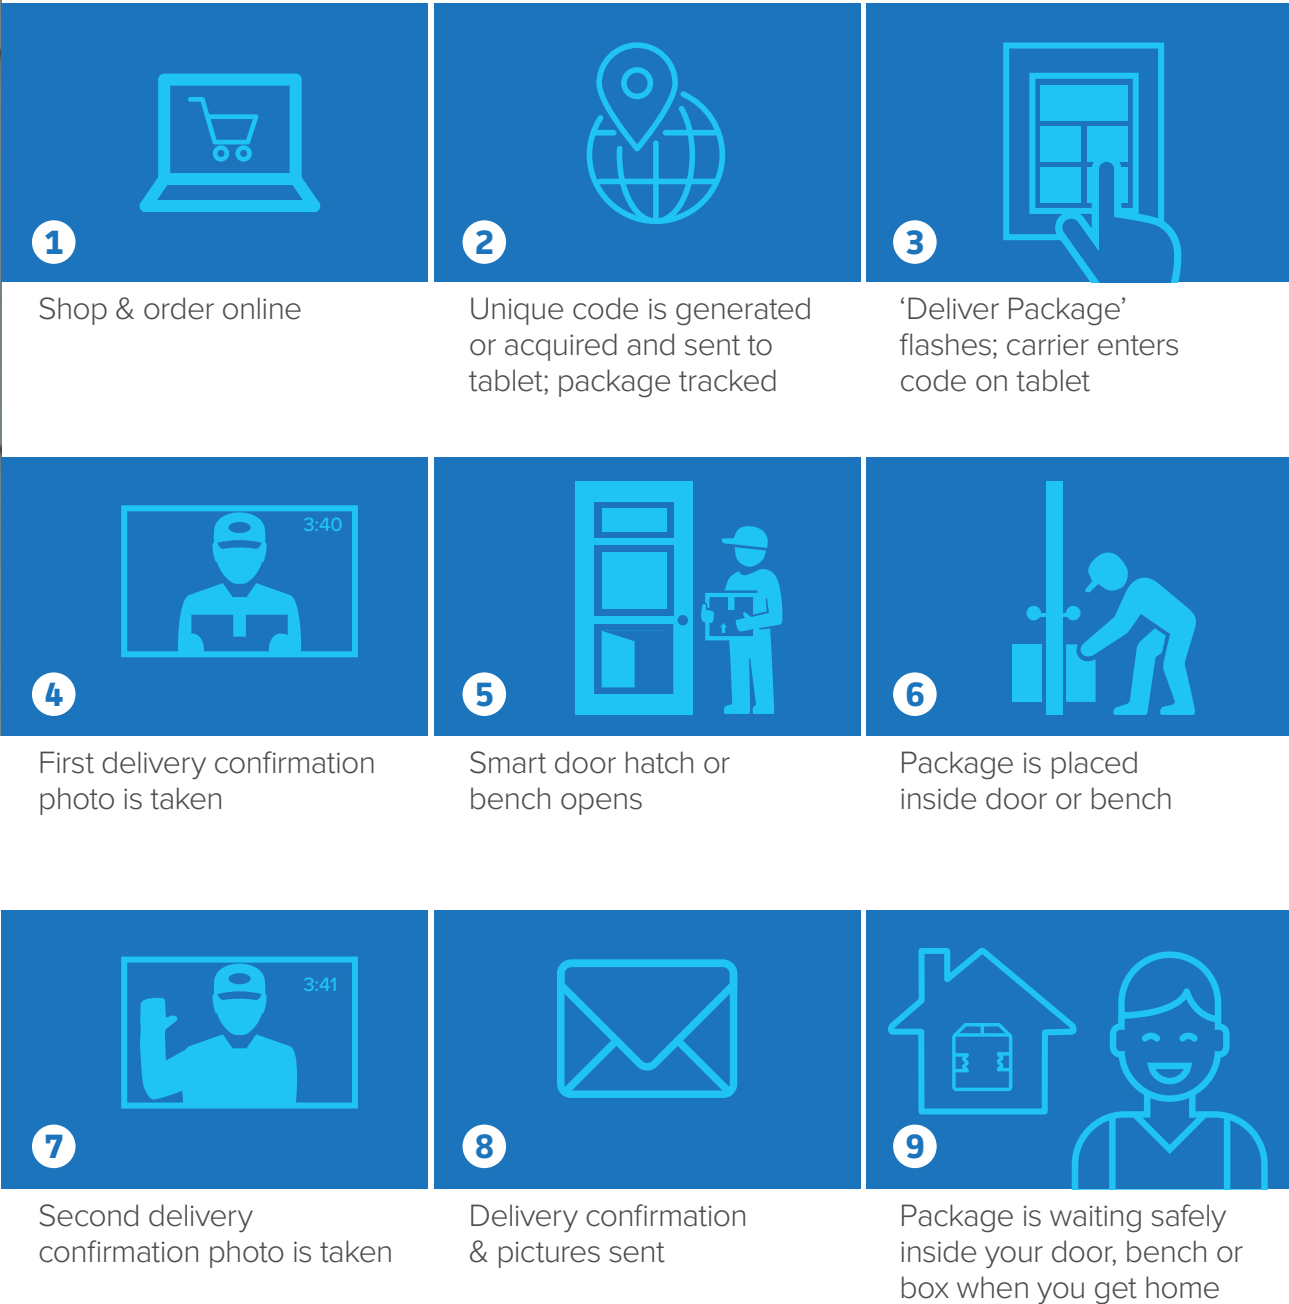 1
Shop & order online
2
Unique code is generated
or acquired and sent to
tablet; package tracked
3
‘Deliver Package’
flashes; carrier enters
code on tablet
3:40
4
First delivery confirmation
photo is taken
5
Smart door hatch or
bench opens
6
Package is placed
inside door or bench
3:41
7
Second delivery
confirmation photo is taken
8
Delivery confirmation
& pictures sent
9
Package is waiting safely
inside your door, bench or
box when you get home